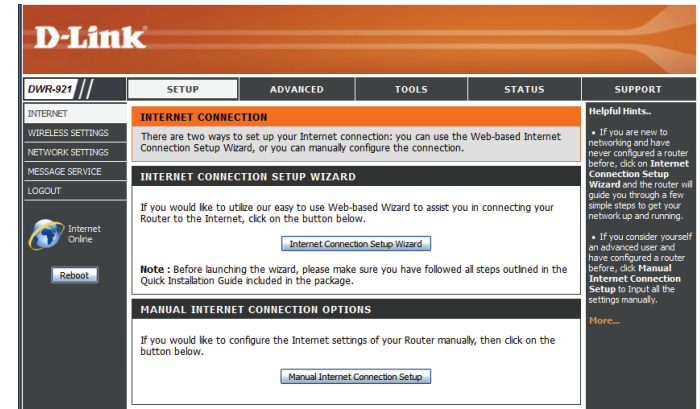 D-Link
DWR-921
SETUP
ADVANCED
TOOLS
STATUS
SUPPORT
INTERNET
WIRELESS SETTINGS
NETWORK SETTINGS
MESSAGE SERVICE
LOGOUT
Internet
Online
Reboot
INTERNET CONNECTION
There are two ways to set up your Internet connection: you can use the Web-based Internet
Connection Setup Wizard, or you can manually configure the connection.
INTERNET CONNECTION SETUP WIZARD
If you would like to utilize our easy to use Web-based Wizard to assist you in connecting your
Router to the Internet, click on the button below.
Internet Connection Setup Wizard
Note : Before launching the wizard, please make sure you have followed all steps outlined in the
Quick Installation Guide included in the package.
MANUAL INTERNET CONNECTION OPTIONS
If you would like to configure the Internet settings of your Router manually, then click on the
button below.
Manual Internet Connection Setup
Helpful Hints..
• If you are new to
networking and have
never configured a router
before, click on Internet
Connection Setup
Wizard and the router will
guide you through a few
simple steps to get your
network up and running.
• If you consider yourself
an advanced user and
have configured a router
before, click Manual
Internet Connection
Setup to Input all the
settings manually.
More...